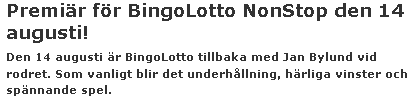 Premiär för BingoLotto NonStop den 14
augusti!
Den 14 augusti är BingoLotto tillbaka med Jan Bylund vid
rodret. Som vanligt blir det underhållning, härliga vinster och
spännande spel.